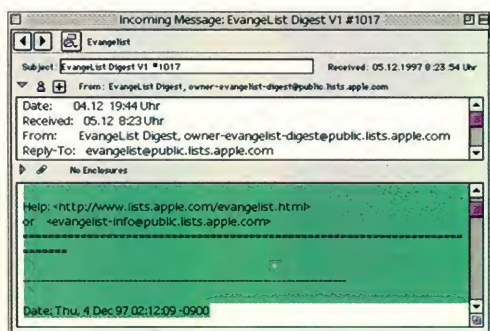 Incoming Message: EvangeList Digest V1 #1017
Evangelist
Subject: EvangeList Digest V1 #1017 Received: 05.12.1997 8:23:54 Uhr
From: EvangeList Digest, owner-evangelist-digest@public.lists.apple.com
Date: 04.12 19:44 Uhr
Received: 05.12 8:23 Uhr
From: EvangeList Digest, owner-evangelist-digest@public.lists.apple.com
Reply-To: evangelist@public.lists.apple.com
No Enclosures
Help: <http://www.lists.apple.com/evangelist.html>
or <evangelist-info@public.lists.apple.com>
Date: Thu, 4 Dec 97 02:12:09 -0900